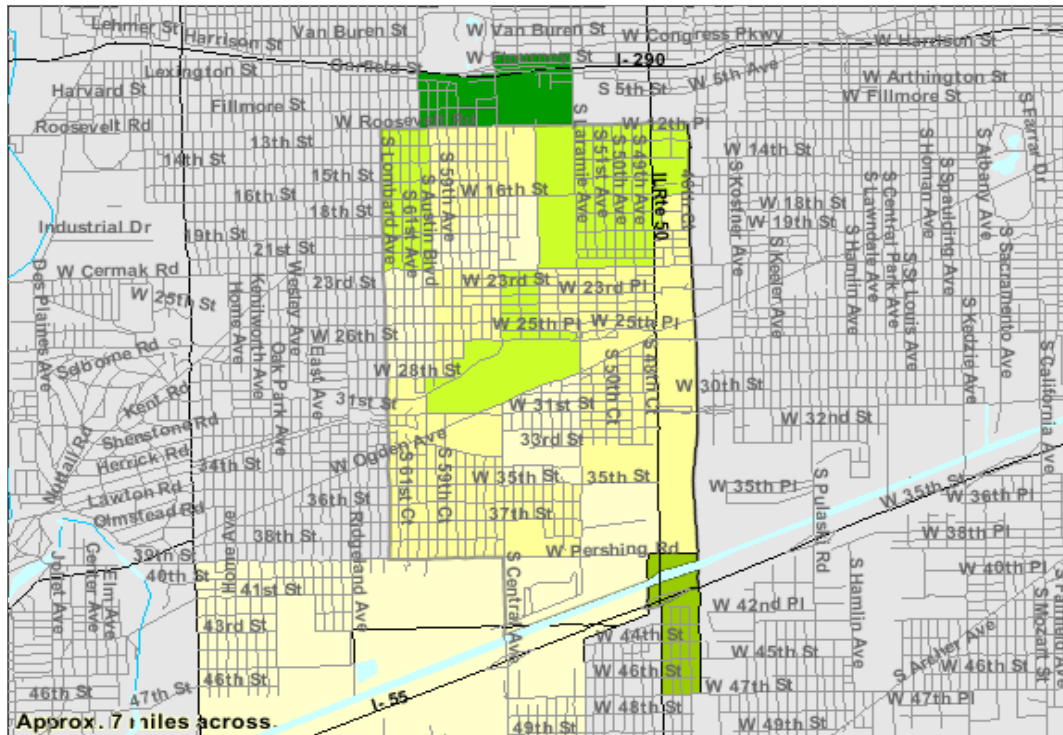 Lehmer St
Harrison St
Van Buren St
W Van Buren St
W Congress Pkwy
W Harrison St
Garfield St
I- 290
Lexington St
Harvard St
Fillmore St
S 5th St
W 5th Ave
W Arthington St
W Fillmore St
Roosevelt Rd
W Roosevelt Rd
W 12th Pl
13th St
14th St
W 14th St
15th St
16th St
W 16th St
18th St
W 18th St
19th St
W 19th St
Industrial Dr
21st St
W Cermak Rd
23rd St
W 23rd St
W 23rd Pl
W 25th St
W 25th Pl
W 25th Pl
W 26th St
W 28th St
W 30th St
31st St
W 31st St
W 32nd St
33rd St
34th St
W Ogden Ave
W 35th St
35th St
W 35th Pl
W 35th St
W 36th Pl
36th St
37th St
38th St
W 38th Pl
39th St
W Pershing Rd
40th St
W 40th Pl
41st St
W 42nd Pl
43rd St
W 44th St
W 45th St
46th St
46th St
W 46th St
W 46th St
47th St
W 47th St
W 47th Pl
W 48th St
49th St
W 49th St
S Archer Ave
I- 55
Selborne Rd
Kent Rd
Shenstone Rd
Herrick Rd
Nuttall Rd
Lawton Rd
Olmstead Rd
Des Plaines Ave
Home Ave
Kenilworth Ave
Wesley Ave
Oak Park Ave
East Ave
Joliet Ave
Center Ave
Elm Ave
Home Ave
Ridgeland Ave
S Lombard Ave
S 61st Ave
S Austin Blvd
S 59th Ave
S 61st Ct
S 59th Ct
S Central Ave
S Laramie Ave
S 51st Ave
S 50th Ave
S 49th Ave
S 50th Ct
S 48th Ct
IL Rte 50
46th Ct
S Kostner Ave
S Keeler Ave
S Pulaski Rd
S Hamlin Ave
S Hamlin Ave
S Lawndale Ave
S Central Park Ave
S St Louis Ave
S Homan Ave
S Spaulding Ave
S Kedzie Ave
S Albany Ave
S Sacramento Ave
S Farrar Dr
S California Ave
S Mozart St
Approx. 7 miles across.